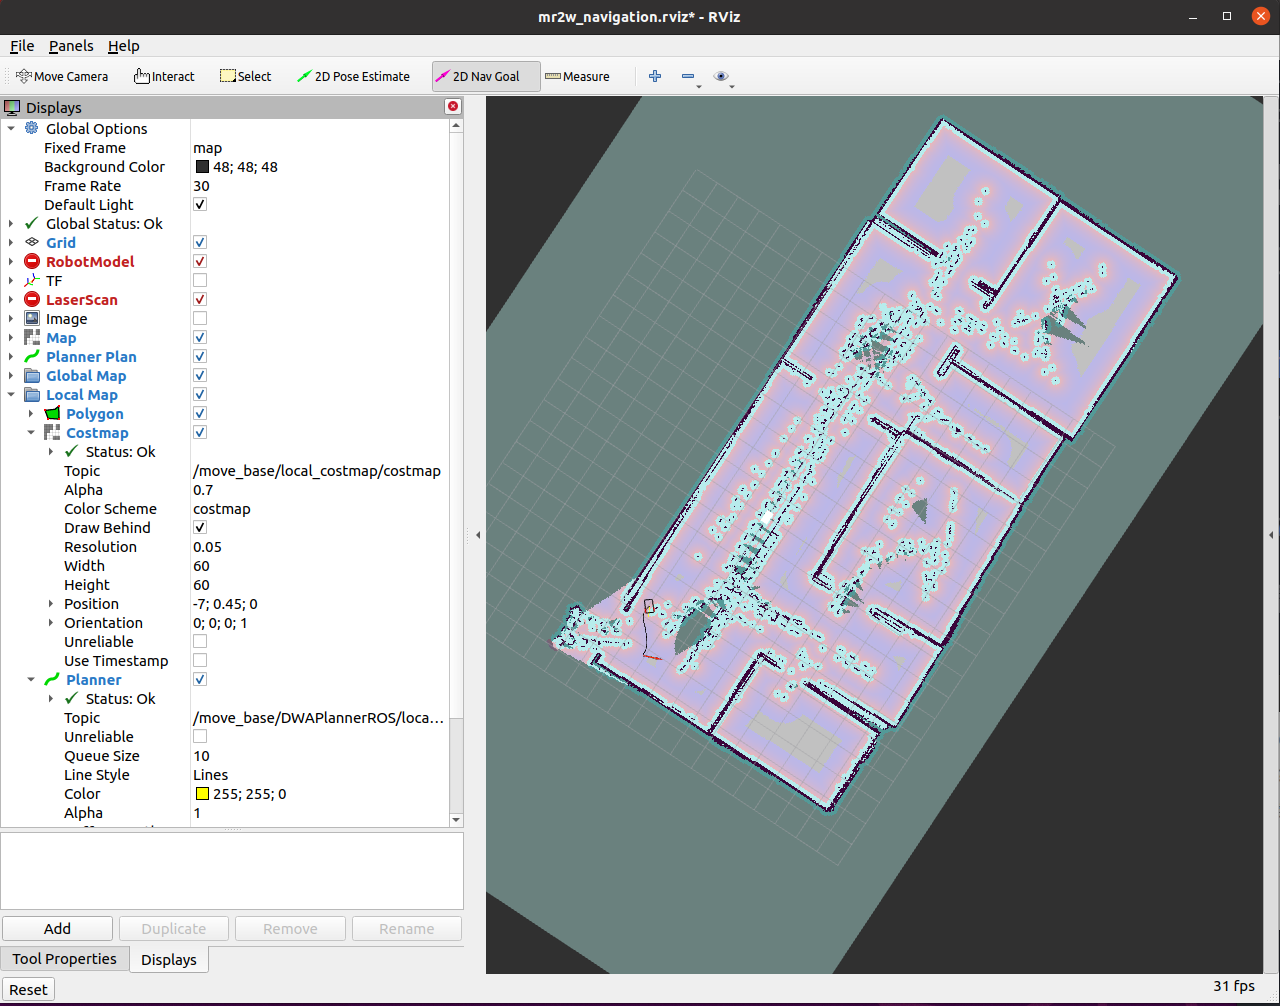 mr2w_navigation.rviz* - RViz
File Panels Help
Move Camera Interact Select 2D Pose Estimate 2D Nav Goal Measure
Displays
Global Options
Fixed Frame map
Background Color 48; 48; 48
Frame Rate 30
Default Light
Global Status: Ok
Grid
RobotModel
TF
LaserScan
Image
Map
Planner Plan
Global Map
Local Map
Polygon
Costmap
Status: Ok
Topic /move_base/local_costmap/costmap
Alpha 0.7
Color Scheme costmap
Draw Behind
Resolution 0.05
Width 60
Height 60
Position -7; 0.45; 0
Orientation 0; 0; 0; 1
Unreliable
Use Timestamp
Planner
Status: Ok
Topic /move_base/DWAPlannerROS/loca...
Unreliable
Queue Size 10
Line Style Lines
Color 255; 255; 0
Alpha 1
Add Duplicate Remove Rename
Tool Properties Displays
Reset 31 fps